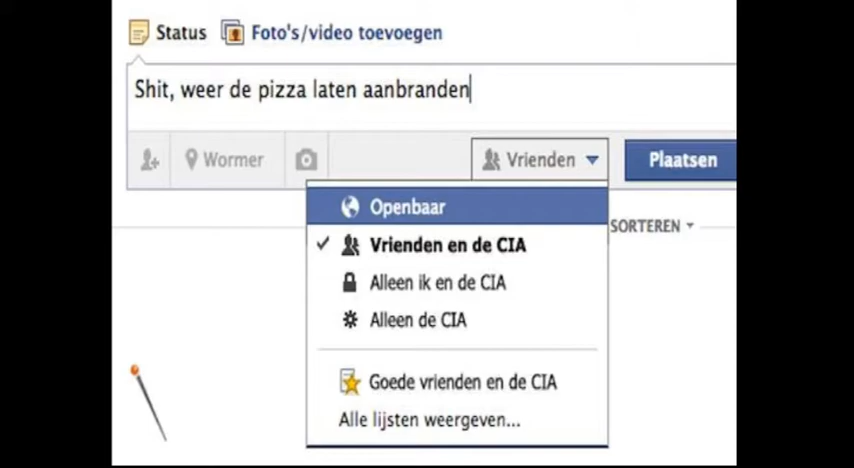 Status Foto's/video toevoegen
Shit, weer de pizza laten aanbranden
Wormer Vrienden Plaatsen
Openbaar
SORTEREN
Vrienden en de CIA
Alleen ik en de CIA
Alleen de CIA
Goede vrienden en de CIA
Alle lijsten weergeven...